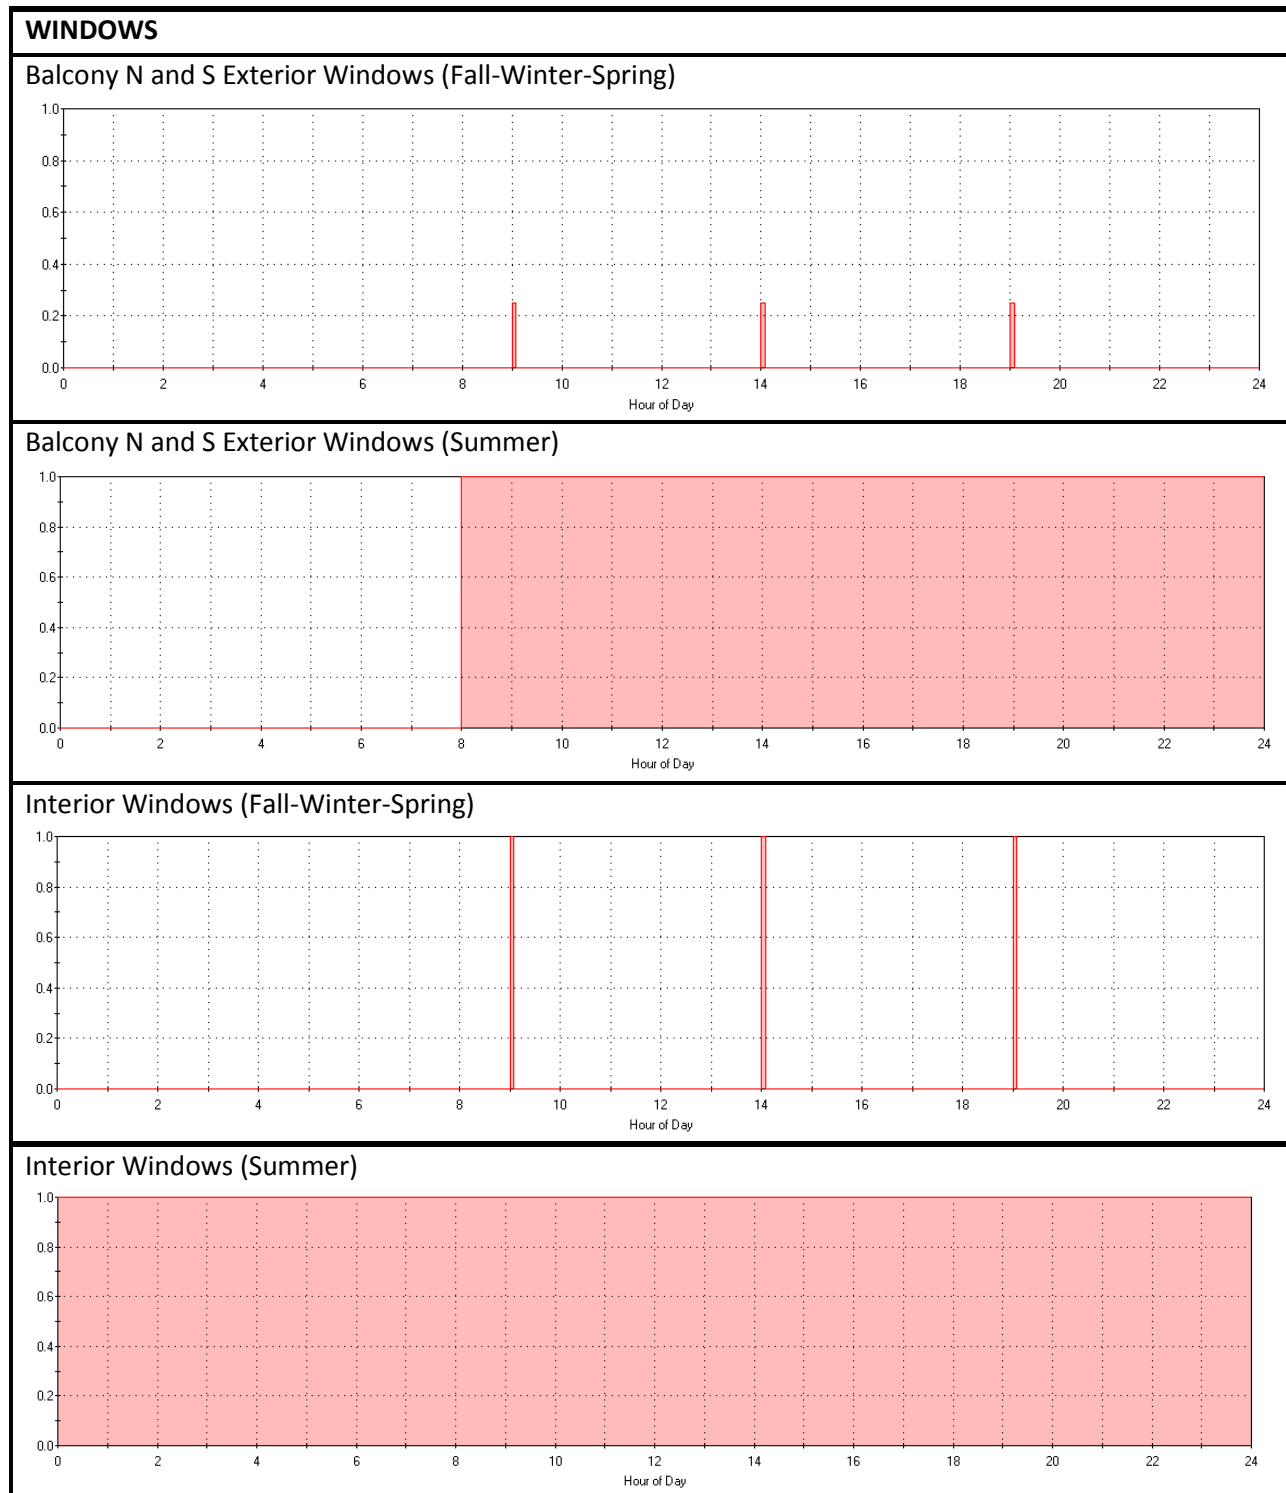 WINDOWS
Balcony N and S Exterior Windows (Fall-Winter-Spring)
1.0
0.8
0.6
0.4
0.2
0.0
0 2 4 6 8 10 12 14 16 18 20 22 24
Hour of Day
Balcony N and S Exterior Windows (Summer)
1.0
0.8
0.6
0.4
0.2
0.0
0 2 4 6 8 10 12 14 16 18 20 22 24
Hour of Day
Interior Windows (Fall-Winter-Spring)
1.0
0.8
0.6
0.4
0.2
0.0
0 2 4 6 8 10 12 14 16 18 20 22 24
Hour of Day
Interior Windows (Summer)
1.0
0.8
0.6
0.4
0.2
0.0
0 2 4 6 8 10 12 14 16 18 20 22 24
Hour of Day